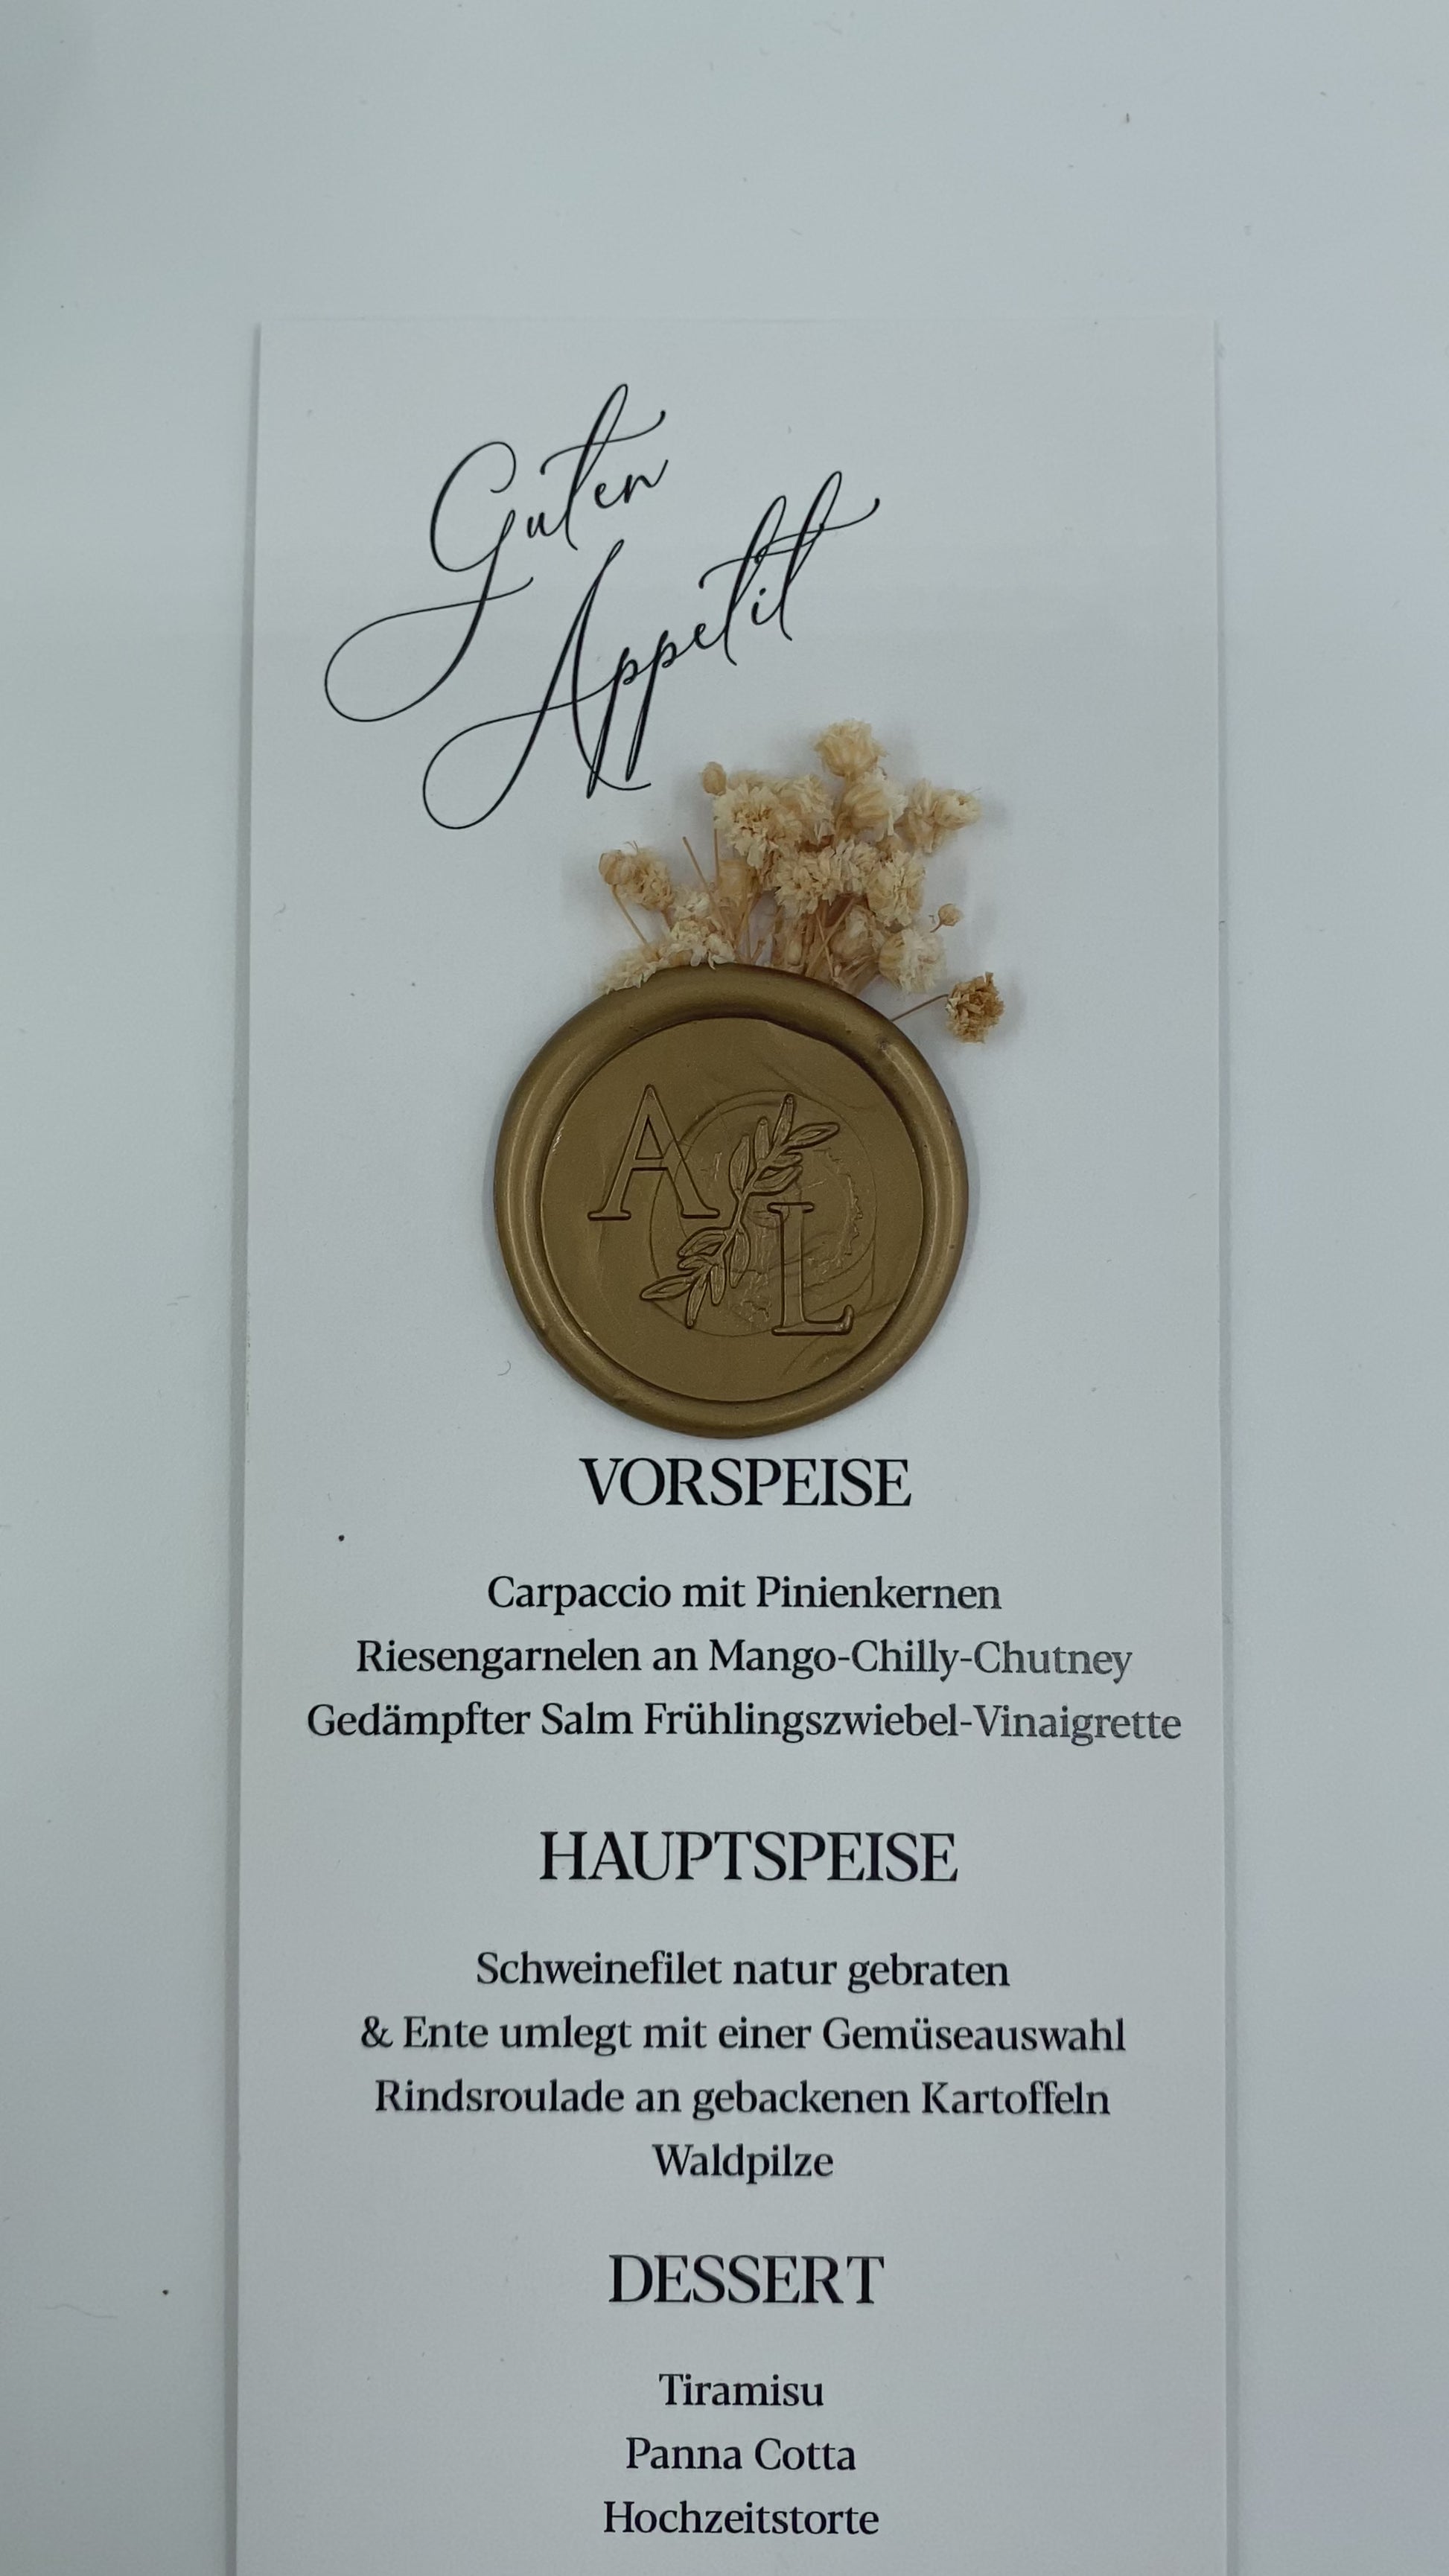 Guten
Appetit
A
L
VORSPEISE
Carpaccio mit Pinienkernen
Riesengarnelen an Mango-Chilly-Chutney
Gedämpfter Salm Frühlingszwiebel-Vinaigrette
HAUPTSPEISE
Schweinefilet natur gebraten
& Ente umlegt mit einer Gemüseauswahl
Rindsroulade an gebackenen Kartoffeln
Waldpilze
DESSERT
Tiramisu
Panna Cotta
Hochzeitstorte